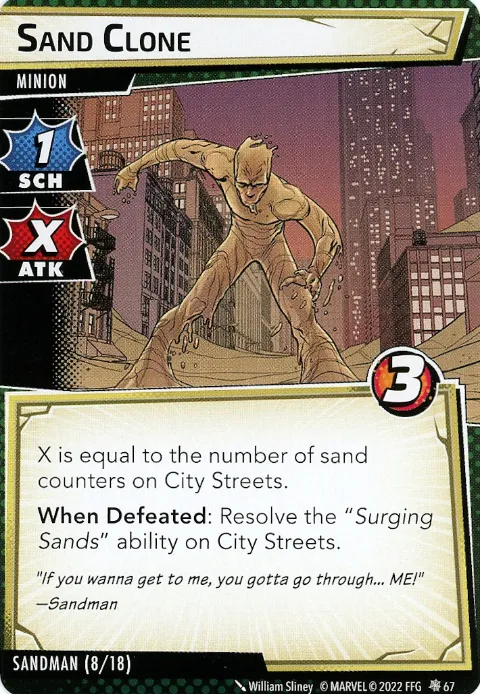 SAND CLONE
MINION
1
SCH
X
ATK
3
X is equal to the number of sand
counters on City Streets.
When Defeated: Resolve the “Surging
Sands” ability on City Streets.
"If you wanna get to me, you gotta go through... ME!"
—Sandman
SANDMAN (8/18)
William Sliney © MARVEL © 2022 FFG 67